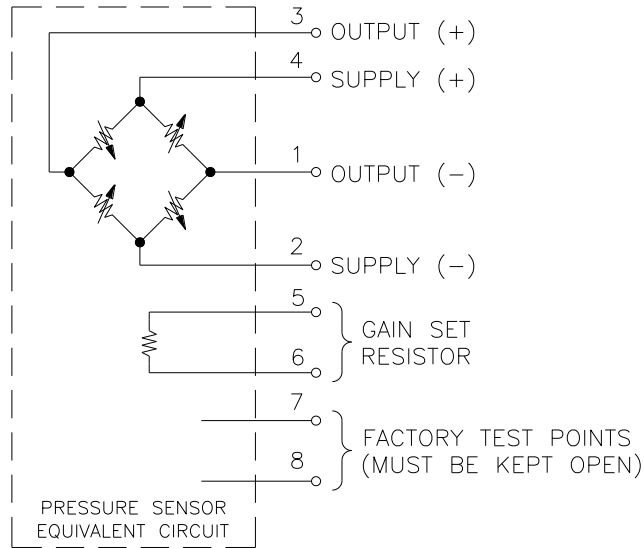 3 OUTPUT (+)
4 SUPPLY (+)
1 OUTPUT (-)
2 SUPPLY (-)
5
GAIN SET
6 RESISTOR
7
FACTORY TEST POINTS
8 (MUST BE KEPT OPEN)
PRESSURE SENSOR
EQUIVALENT CIRCUIT